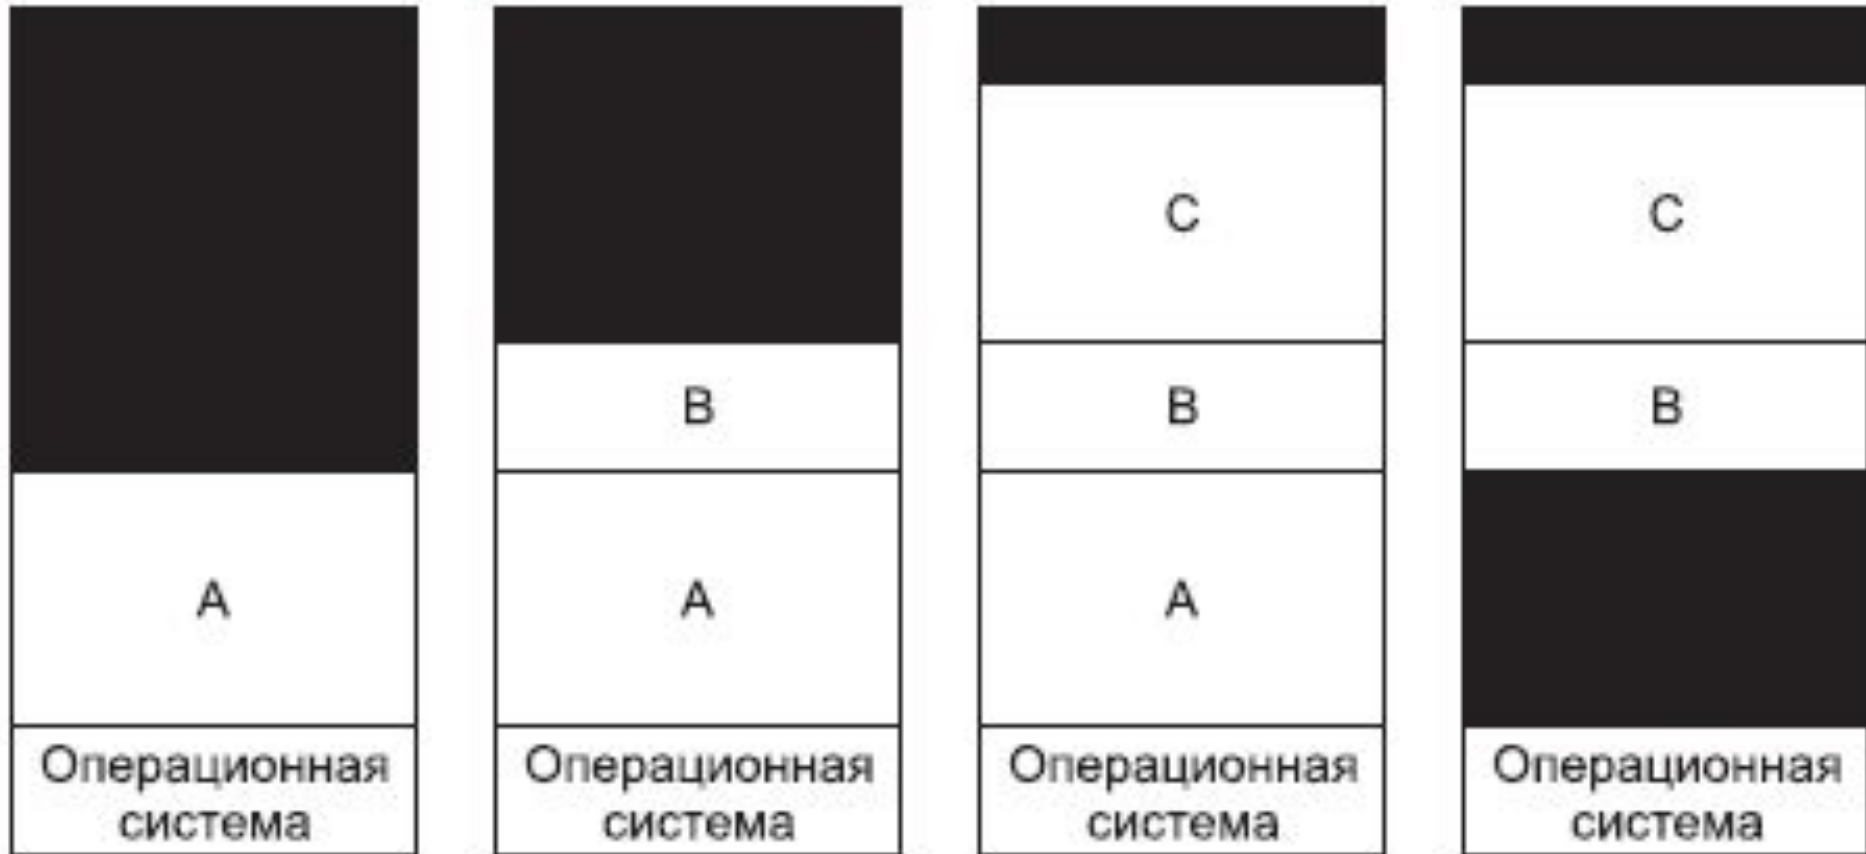 A
Операционная
система
B
A
Операционная
система
C
B
A
Операционная
система
C
B
Операционная
система